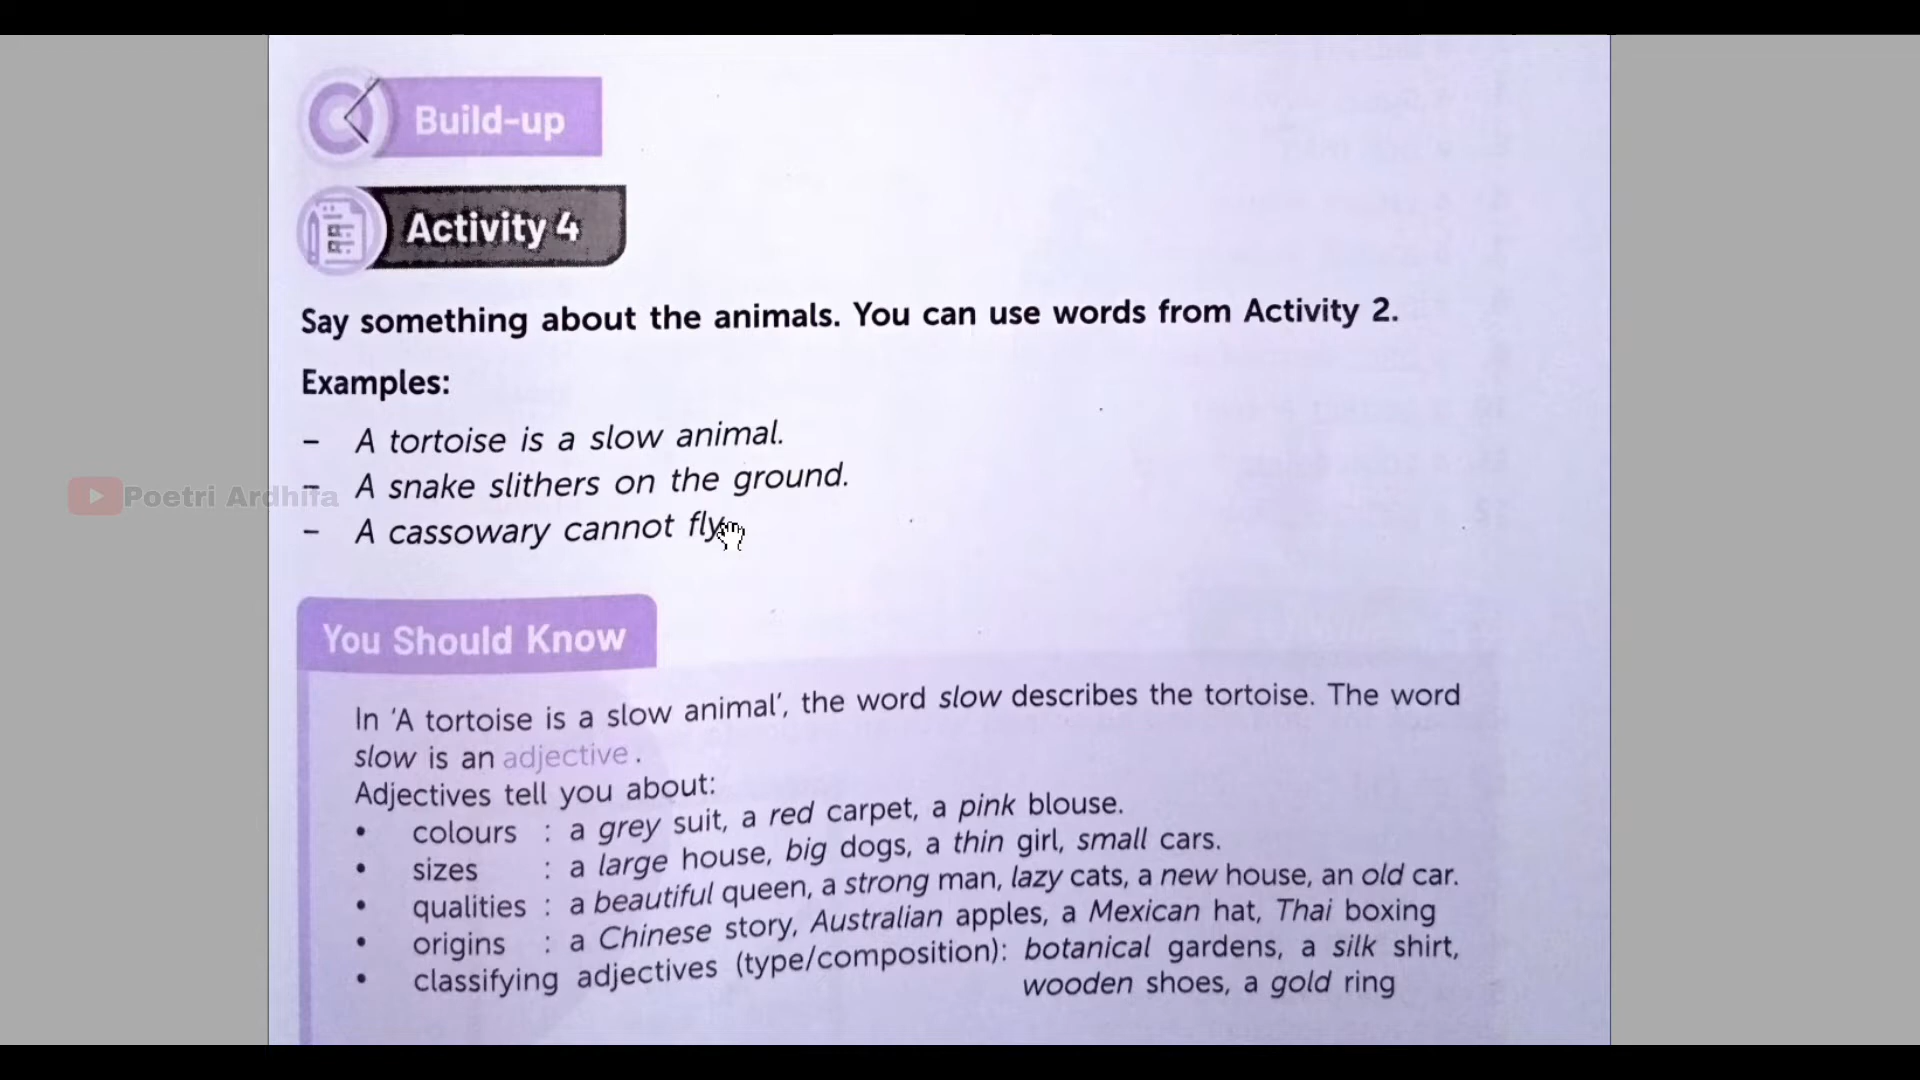 Build-up
Activity 4
Say something about the animals. You can use words from Activity 2.
Examples:
– A tortoise is a slow animal.
– A snake slithers on the ground.
Poetri Ardhifa
– A cassowary cannot fly
You Should Know
In ‘A tortoise is a slow animal’, the word slow describes the tortoise. The word
slow is an adjective.
Adjectives tell you about:
• colours : a grey suit, a red carpet, a pink blouse.
• sizes : a large house, big dogs, a thin girl, small cars.
• qualities : a beautiful queen, a strong man, lazy cats, a new house, an old car.
• origins : a Chinese story, Australian apples, a Mexican hat, Thai boxing
• classifying adjectives (type/composition): botanical gardens, a silk shirt,
wooden shoes, a gold ring